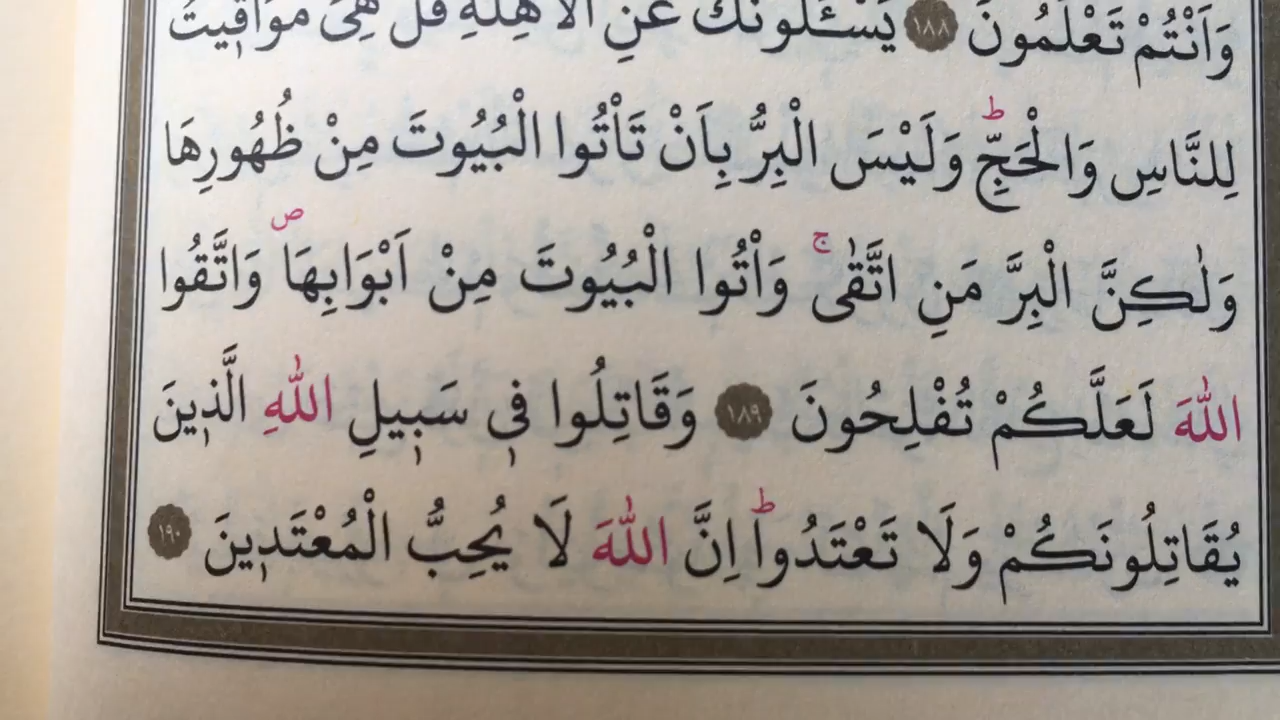 وَاَنْتُمْ تَعْلَمُونَ ۝١٨٨ يَسْـَٔلُونَكَ عَنِ الْاَهِلَّةِ قُلْ هِيَ مَوَاقٖيتُ
لِلنَّاسِ وَالْحَجِّؕ وَلَيْسَ الْبِرُّ بِاَنْ تَاْتُوا الْبُيُوتَ مِنْ ظُهُورِهَا
وَلٰكِنَّ الْبِرَّ مَنِ اتَّقٰىۚ وَاْتُوا الْبُيُوتَ مِنْ اَبْوَابِهَاࣕ وَاتَّقُوا
اللّٰهَ لَعَلَّكُمْ تُفْلِحُونَ ۝١٨٩ وَقَاتِلُوا فٖي سَبٖيلِ اللّٰهِ الَّذٖينَ
يُقَاتِلُونَكُمْ وَلَا تَعْتَدُواؕ اِنَّ اللّٰهَ لَا يُحِبُّ الْمُعْتَدٖينَ ۝١٩٠